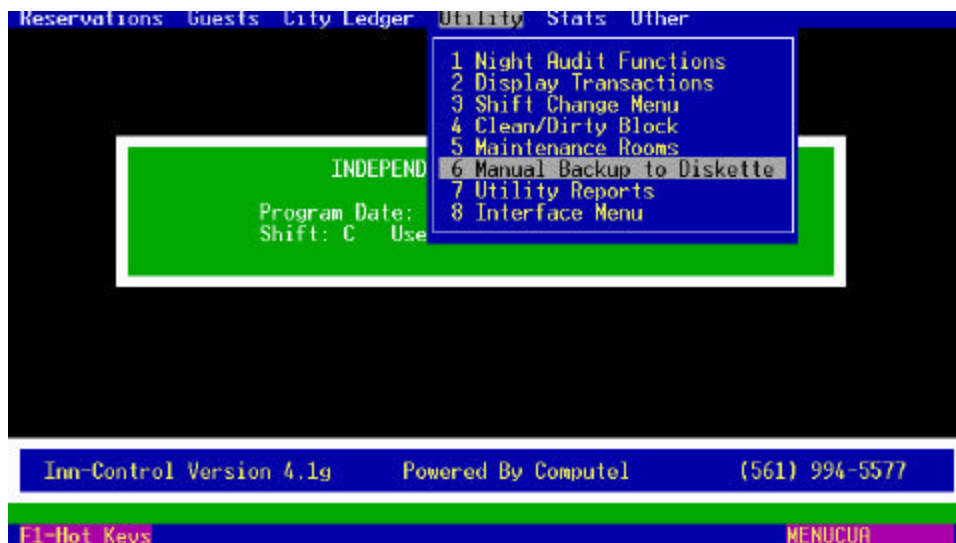 Reservations Guests City Ledger Utility Stats Other
1 Night Audit Functions
2 Display Transactions
3 Shift Change Menu
4 Clean/Dirty Block
5 Maintenance Rooms
6 Manual Backup to Diskette
7 Utility Reports
8 Interface Menu
INDEPEND
Program Date:
Shift: C Use
Inn-Control Version 4.1g Powered By Computel (561) 994-5577
F1-Hot Keys MENUCUA